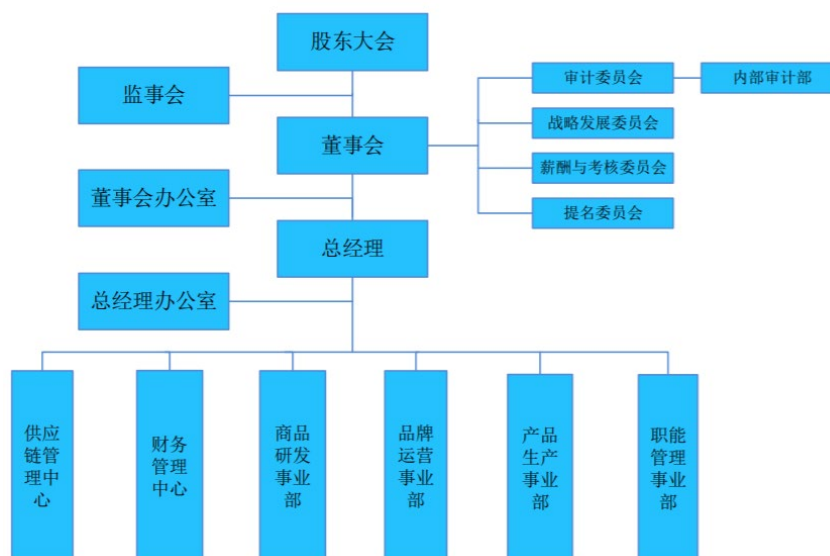 股东大会
监事会
审计委员会
内部审计部
董事会
战略发展委员会
薪酬与考核委员会
董事会办公室
提名委员会
总经理
总经理办公室
供应
链管
理中
心
财务
管理
中心
商品
研发
事业
部
品牌
运营
事业
部
产品
生产
事业
部
职能
管理
事业
部